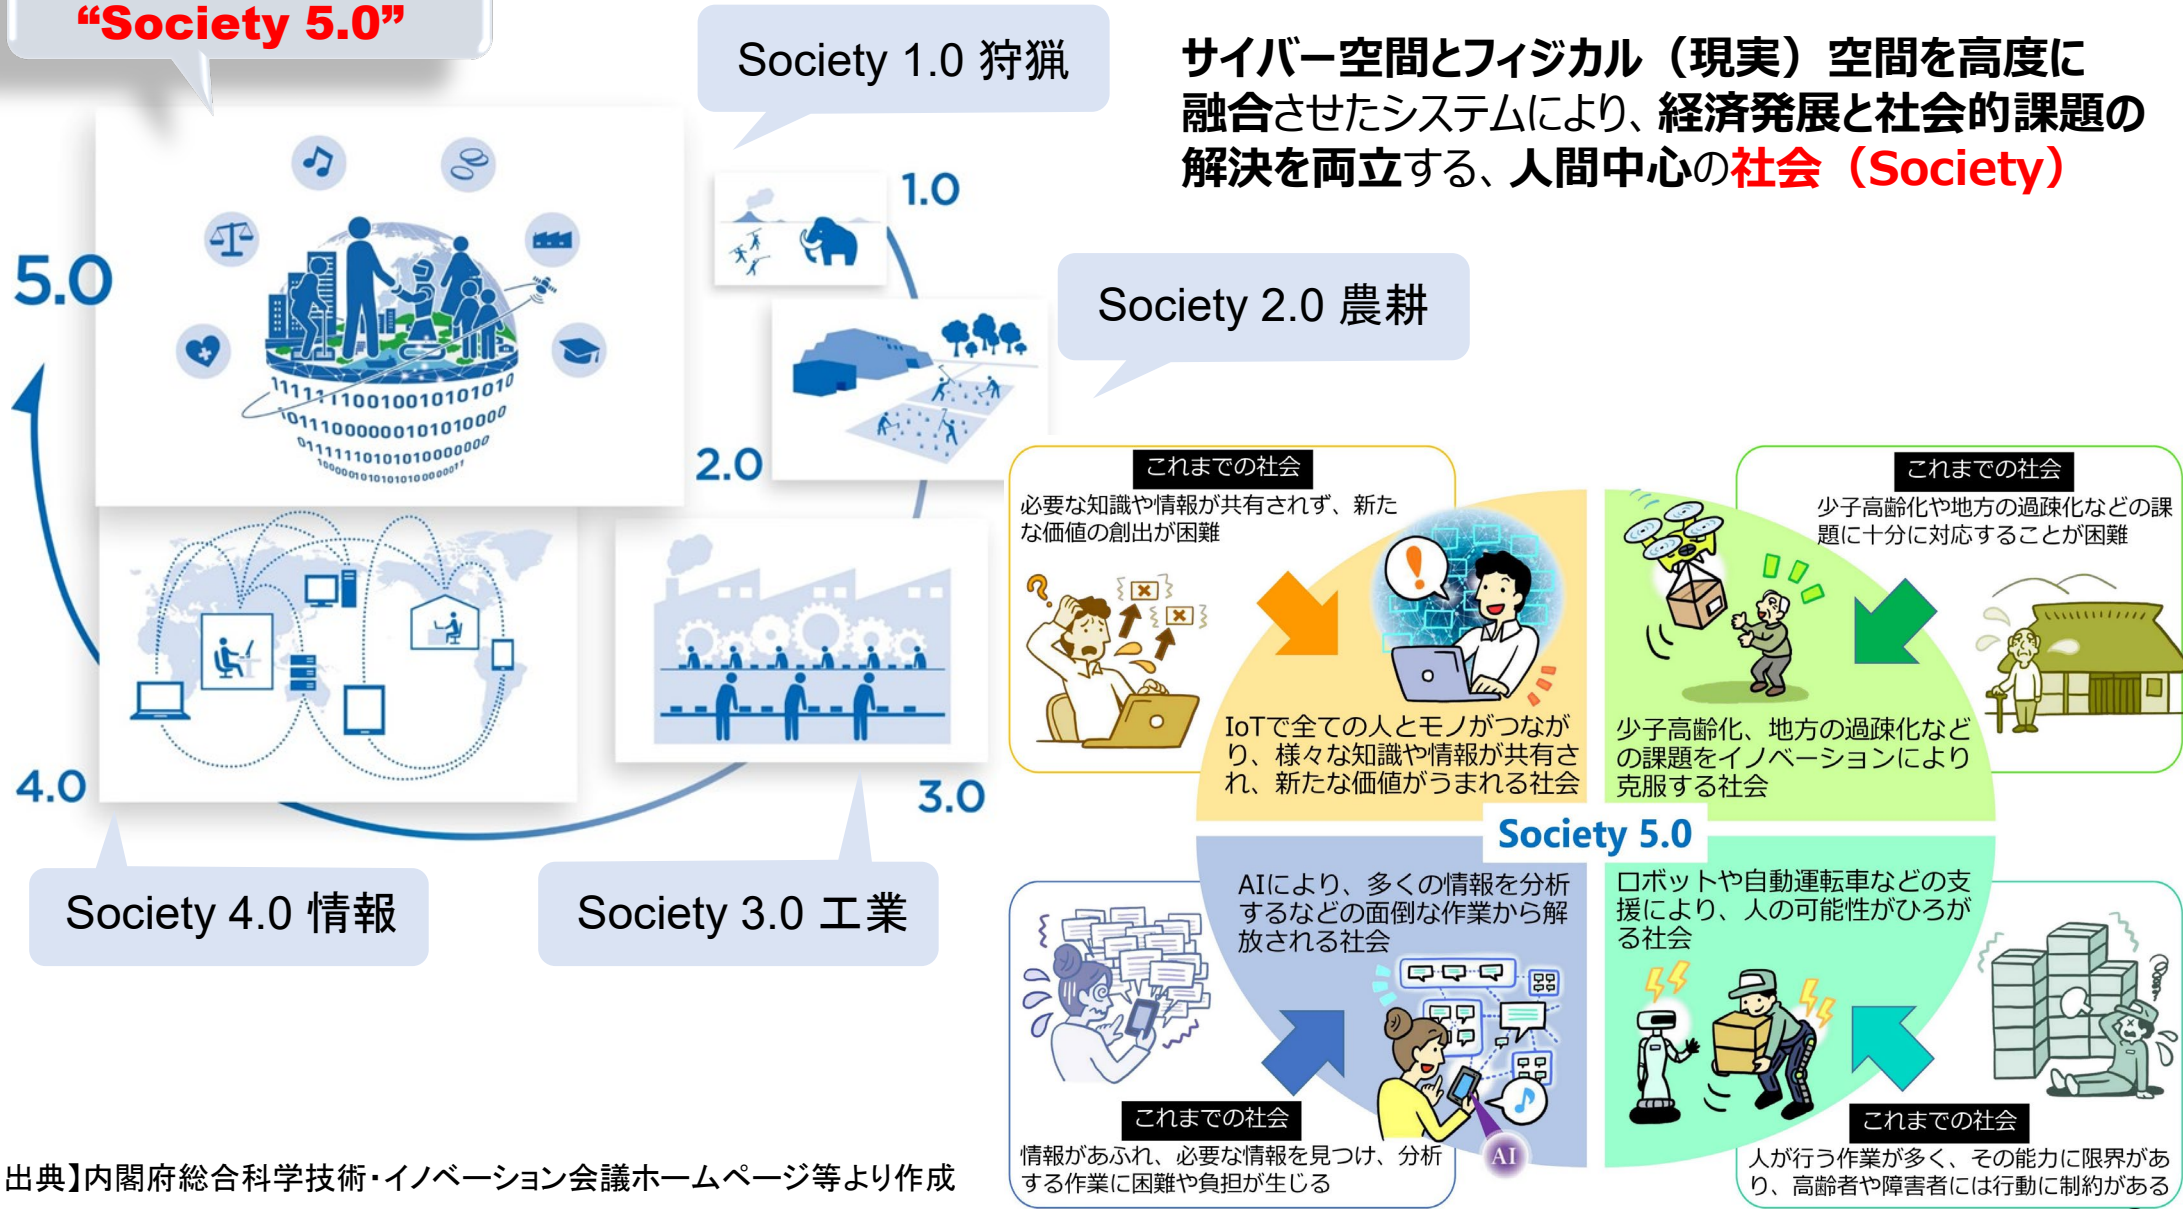 “Society 5.0”
Society 1.0 狩猟
サイバー空間とフィジカル（現実）空間を高度に
融合させたシステムにより、経済発展と社会的課題の
解決を両立する、人間中心の社会（Society）
1.0
5.0
Society 2.0 農耕
2.0
4.0
3.0
Society 4.0 情報
Society 3.0 工業
これまでの社会
必要な知識や情報が共有されず、新た
な価値の創出が困難
IoTで全ての人とモノがつなが
り、様々な知識や情報が共有さ
れ、新たな価値がうまれる社会
これまでの社会
少子高齢化や地方の過疎化などの課
題に十分に対応することが困難
少子高齢化、地方の過疎化など
の課題をイノベーションにより
克服する社会
Society 5.0
AIにより、多くの情報を分析
するなどの面倒な作業から解
放される社会
AI
これまでの社会
情報があふれ、必要な情報を見つけ、分析
する作業に困難や負担が生じる
ロボットや自動運転車などの支
援により、人の可能性がひろが
る社会
これまでの社会
人が行う作業が多く、その能力に限界があ
り、高齢者や障害者には行動に制約がある
出典】内閣府総合科学技術・イノベーション会議ホームページ等より作成